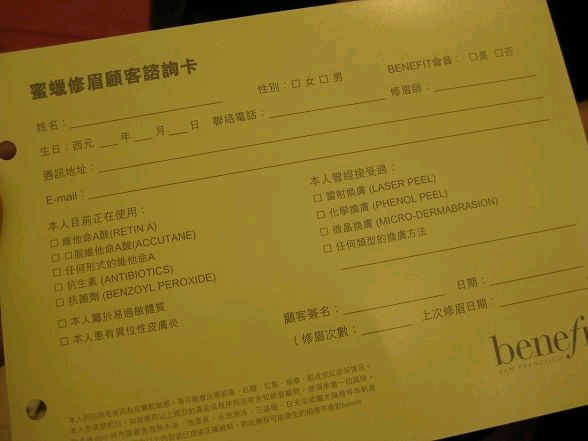 蜜蠟修眉顧客諮詢卡
姓名：
性別：□ 女 □ 男
BENEFIT會員： □是 □否
生日：西元 年 月 日
聯絡電話：
修眉師：
通訊地址：
E-mail：
本人目前正在使用：
□ 維他命A酸(RETIN A)
□ 口服維他命A酸(ACCUTANE)
□ 任何形式的維他命A
□ 抗生素 (ANTIBIOTICS)
□ 抗菌劑 (BENZOYL PEROXIDE)
□ 本人屬於易過敏體質
□ 本人患有異位性皮膚炎
本人曾經接受過：
□ 雷射換膚 (LASER PEEL)
□ 化學換膚 (PHENOL PEEL)
□ 微晶換膚 (MICRO-DERMABRASION)
□ 任何類型的換膚方法
顧客簽名：
日期：
（修眉次數：
上次修眉日期：
benefi
SAN FRANCISCO